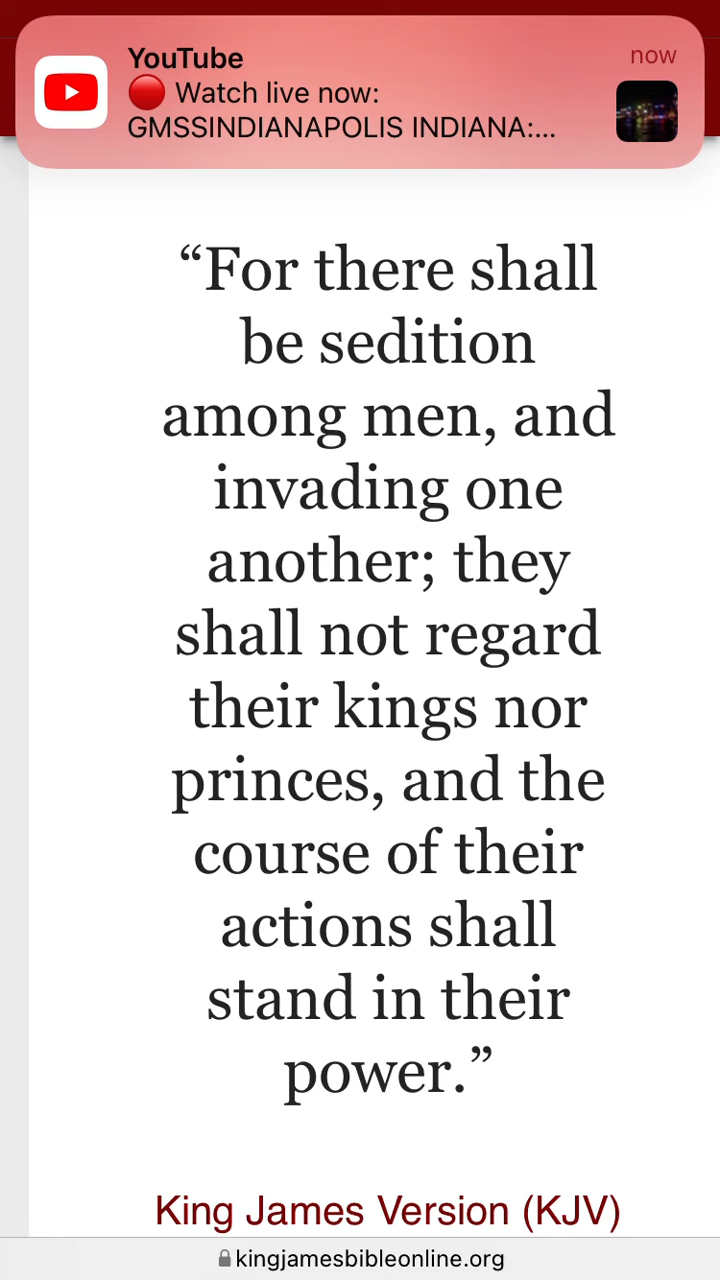 YouTube
now
🔴 Watch live now:
GMSSINDIANAPOLIS INDIANA:...
“For there shall
be sedition
among men, and
invading one
another; they
shall not regard
their kings nor
princes, and the
course of their
actions shall
stand in their
power.”
King James Version (KJV)
kingjamesbibleonline.org